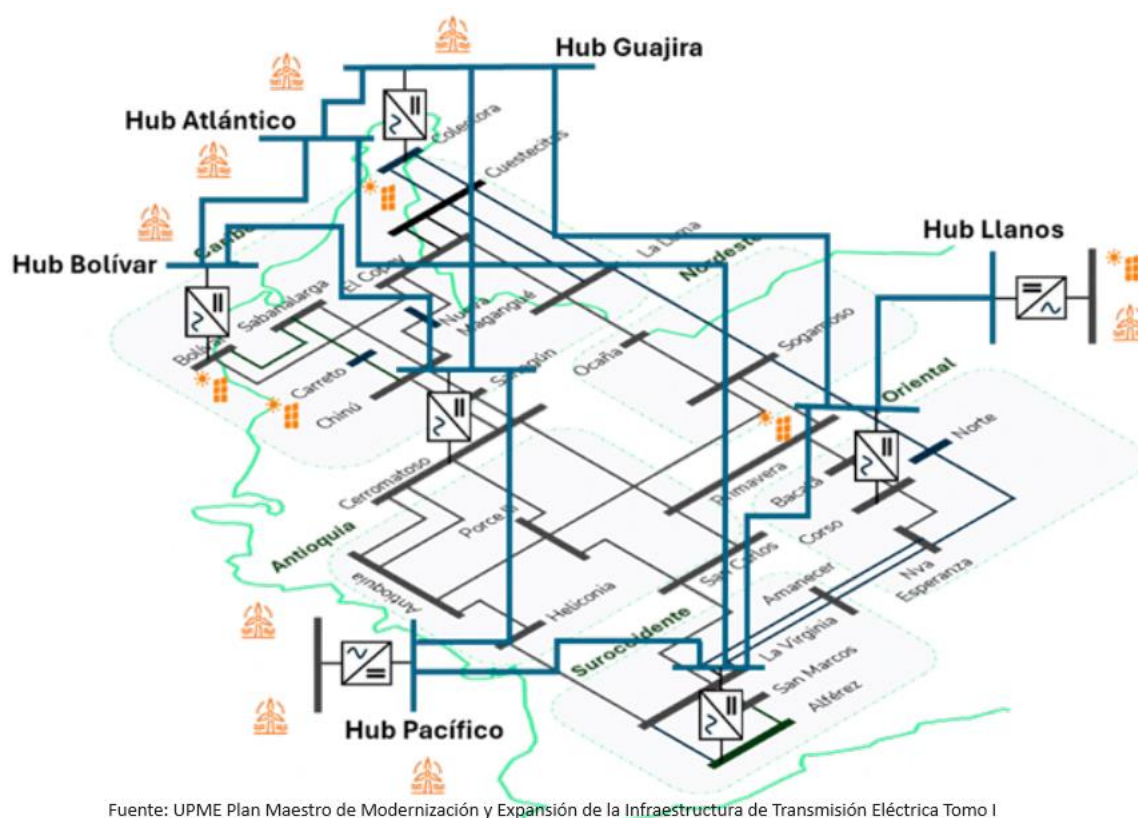 Hub Guajira
Hub Atlántico
Colectora
Cuestecitas
Caribe
La Loma
Nordeste
Hub Llanos
Hub Bolívar
El Copey
Sabanalarga
Nueva
Magangué
Bolívar
Ocaña
Sogamoso
Carreto
Chinú
Oriental
Norte
Cerromatoso
Primavera
Bacatá
Porce III
Corso
Antioquia
Antioquia
San Carlos
Nva
Esperanza
Amanecer
Heliconia
Suroccidente
La Virginia
San Marcos
Alférez
Hub Pacífico
Fuente: UPME Plan Maestro de Modernización y Expansión de la Infraestructura de Transmisión Eléctrica Tomo I